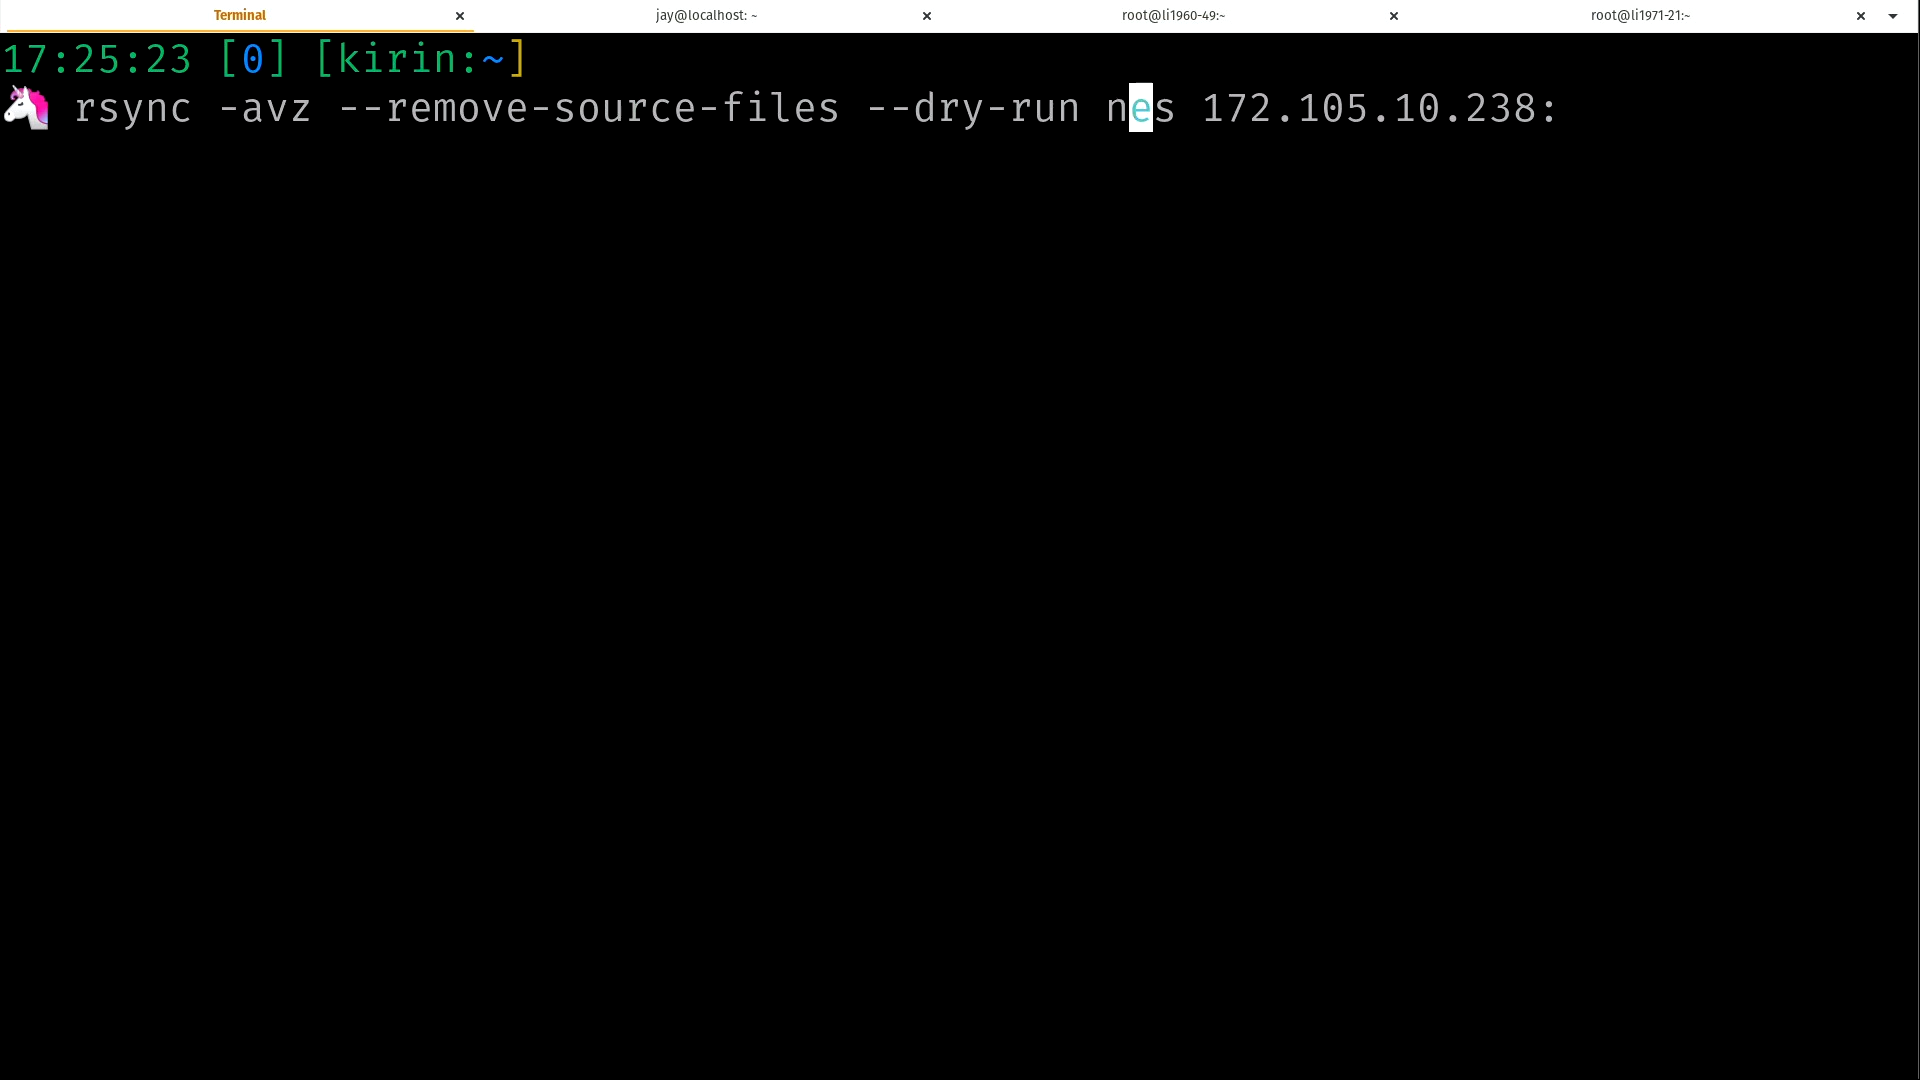 Terminal × jay@localhost: ~ × root@li1960-49:~ × root@li1971-21:~ ×
17:25:23 [0] [kirin:~]
🦄 rsync -avz --remove-source-files --dry-run nes 172.105.10.238: